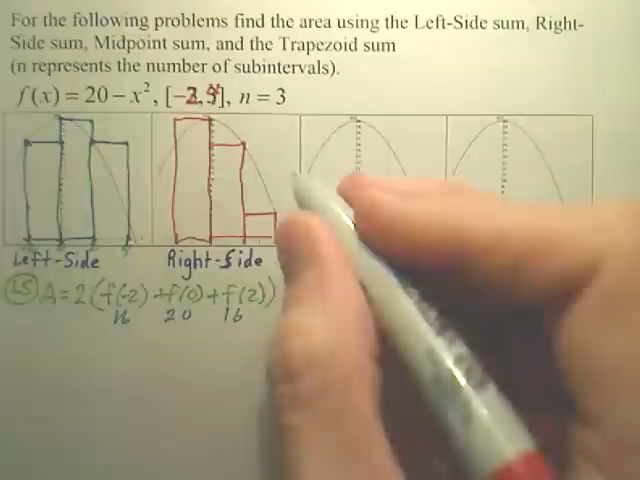 For the following problems find the area using the Left-Side sum, Right-
Side sum, Midpoint sum, and the Trapezoid sum
(n represents the number of subintervals).
f(x) = 20 − x², [−2,4], n = 3
Left-Side Right-Side
LS A = 2(f(-2) + f(0) + f(2))
16 20 16